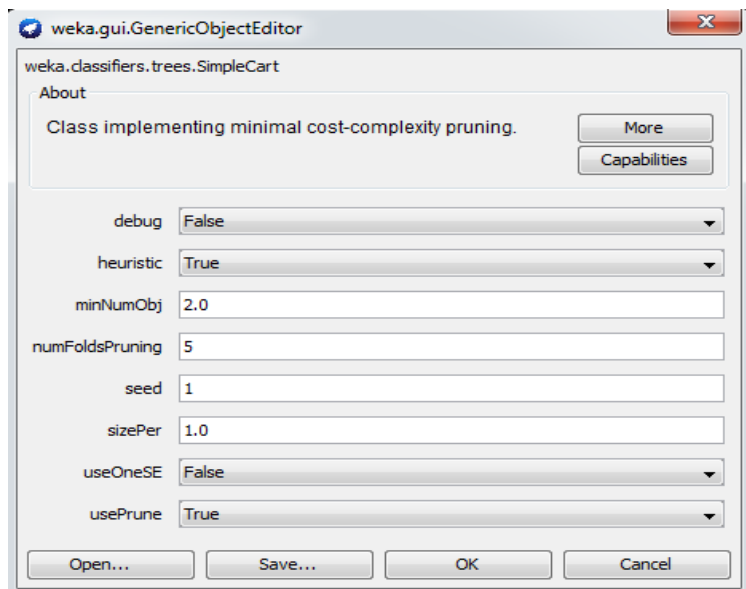 weka.gui.GenericObjectEditor
weka.classifiers.trees.SimpleCart
About
Class implementing minimal cost-complexity pruning.
More
Capabilities
debug False
heuristic True
minNumObj 2.0
numFoldsPruning 5
seed 1
sizePer 1.0
useOneSE False
usePrune True
Open... Save... OK Cancel